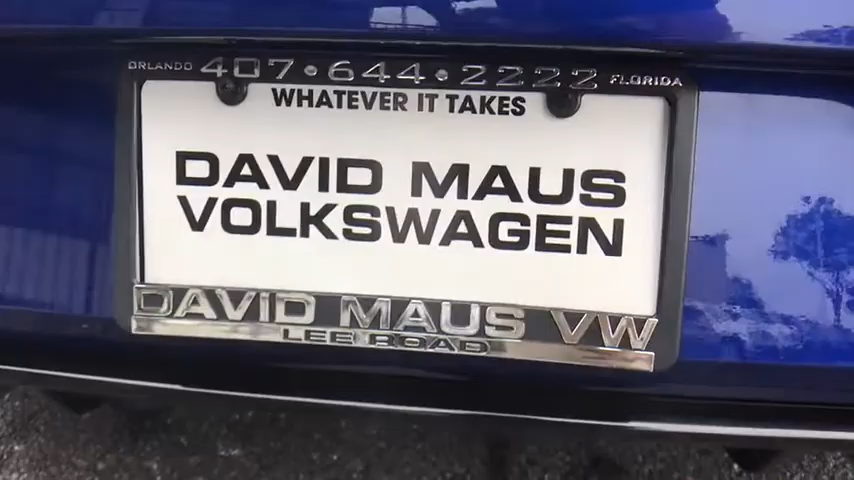 ORLANDO 407·644·2222 FLORIDA
WHATEVER IT TAKES
DAVID MAUS
VOLKSWAGEN
DAVID MAUS VW
LEE ROAD